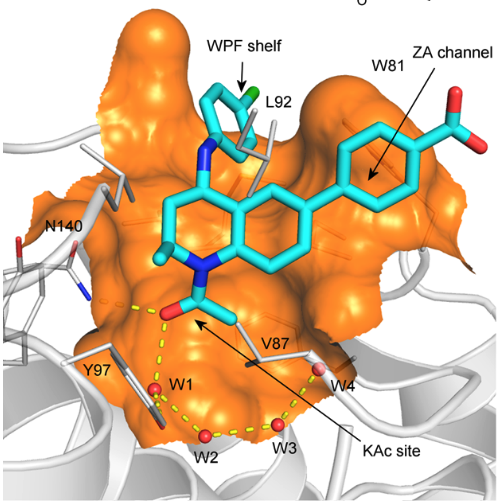 WPF shelf
ZA channel
W81
L92
N140
V87
Y97
W1
W4
W3
W2
KAc site